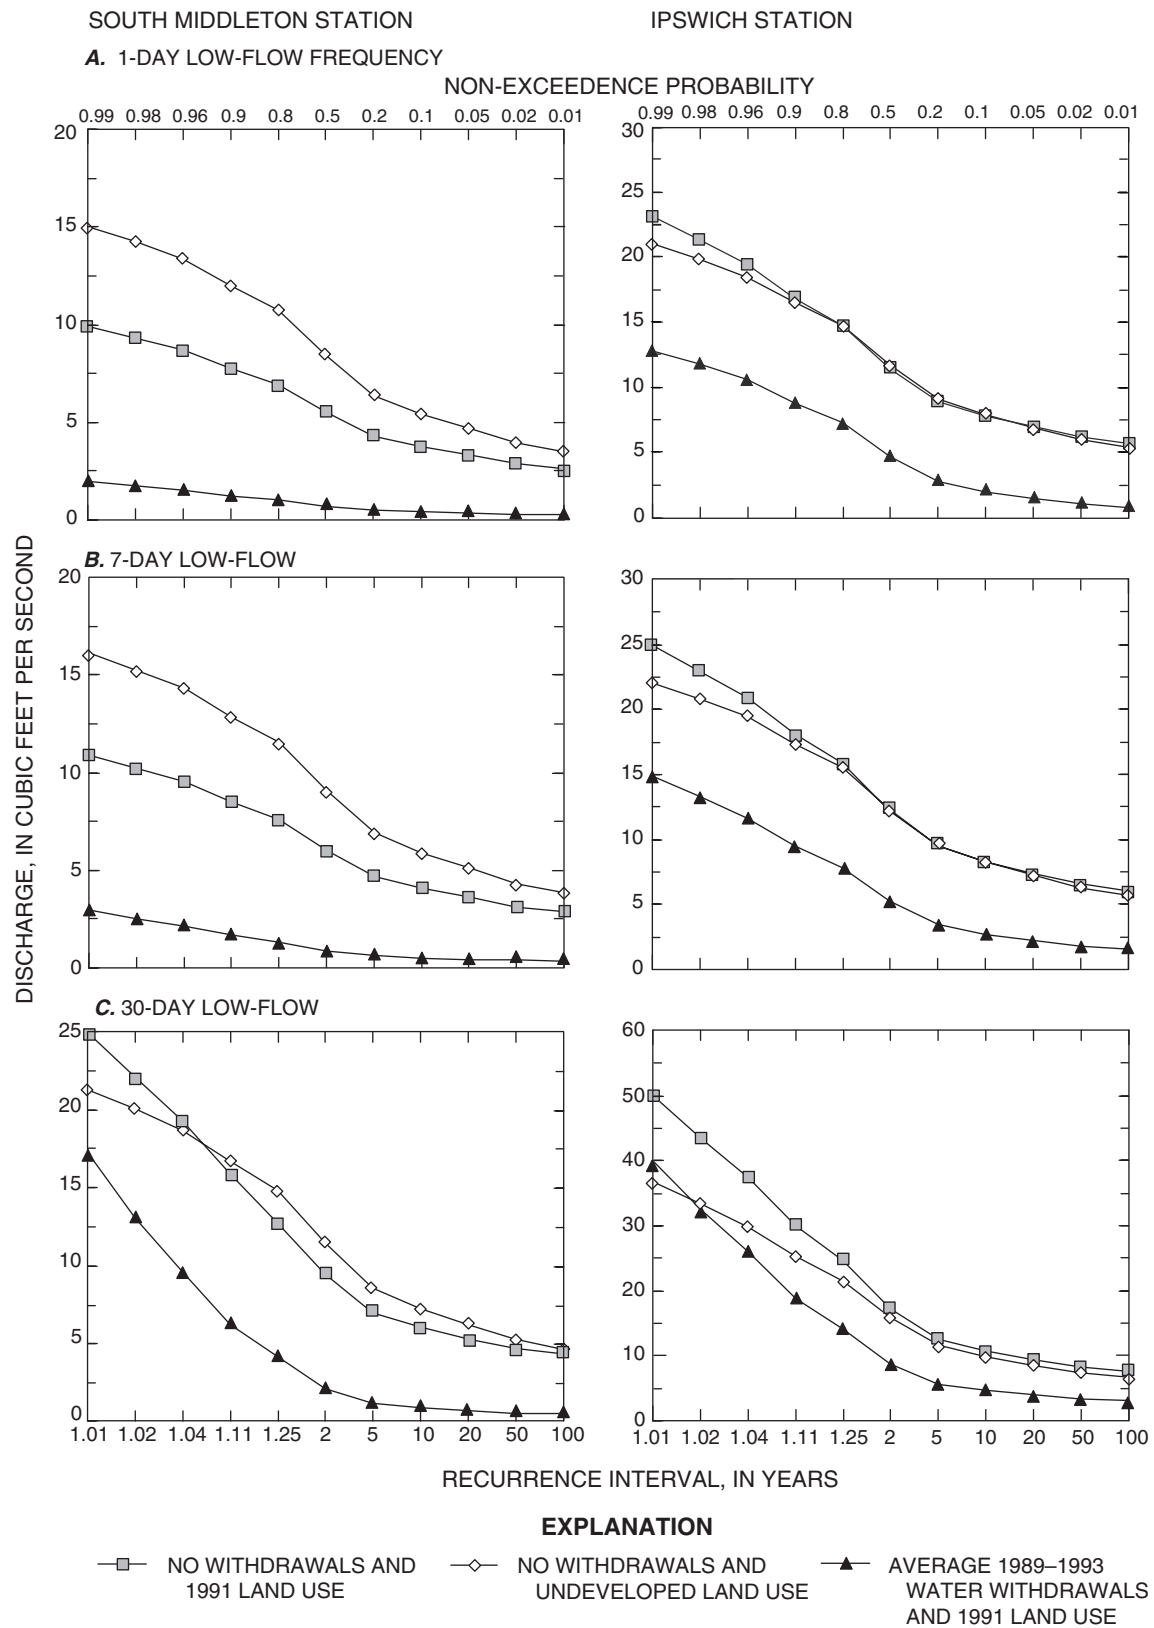 SOUTH MIDDLETON STATION
IPSWICH STATION
A. 1-DAY LOW-FLOW FREQUENCY
NON-EXCEEDENCE PROBABILITY
0.99 0.98 0.96 0.9 0.8 0.5 0.2 0.1 0.05 0.02 0.01
20
15
10
5
0
0.99 0.98 0.96 0.9 0.8 0.5 0.2 0.1 0.05 0.02 0.01
30
25
20
15
10
5
0
DISCHARGE, IN CUBIC FEET PER SECOND
B. 7-DAY LOW-FLOW
20
15
10
5
0
30
25
20
15
10
5
0
C. 30-DAY LOW-FLOW
25
20
15
10
5
0
1.01 1.02 1.04 1.11 1.25 2 5 10 20 50 100
60
50
40
30
20
10
0
1.01 1.02 1.04 1.11 1.25 2 5 10 20 50 100
RECURRENCE INTERVAL, IN YEARS
EXPLANATION
NO WITHDRAWALS AND
1991 LAND USE
NO WITHDRAWALS AND
UNDEVELOPED LAND USE
AVERAGE 1989–1993
WATER WITHDRAWALS
AND 1991 LAND USE